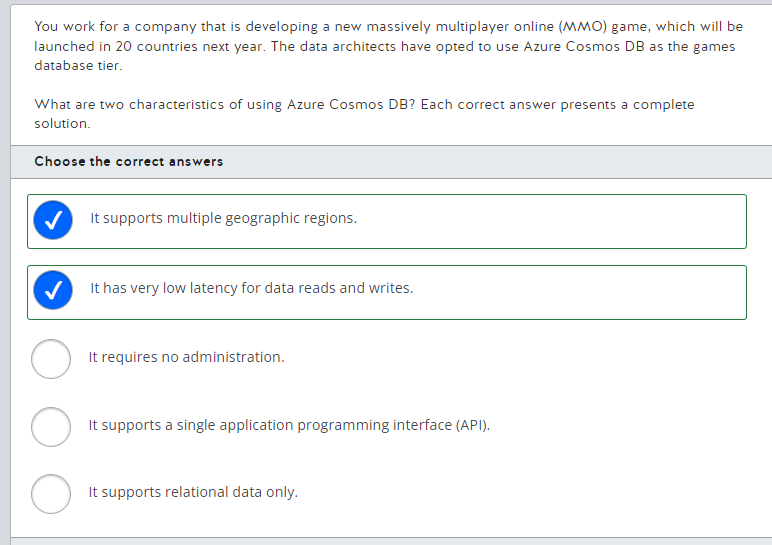 You work for a company that is developing a new massively multiplayer online (MMO) game, which will be
launched in 20 countries next year. The data architects have opted to use Azure Cosmos DB as the games
database tier.
What are two characteristics of using Azure Cosmos DB? Each correct answer presents a complete
solution.
Choose the correct answers
It supports multiple geographic regions.
It has very low latency for data reads and writes.
It requires no administration.
It supports a single application programming interface (API).
It supports relational data only.